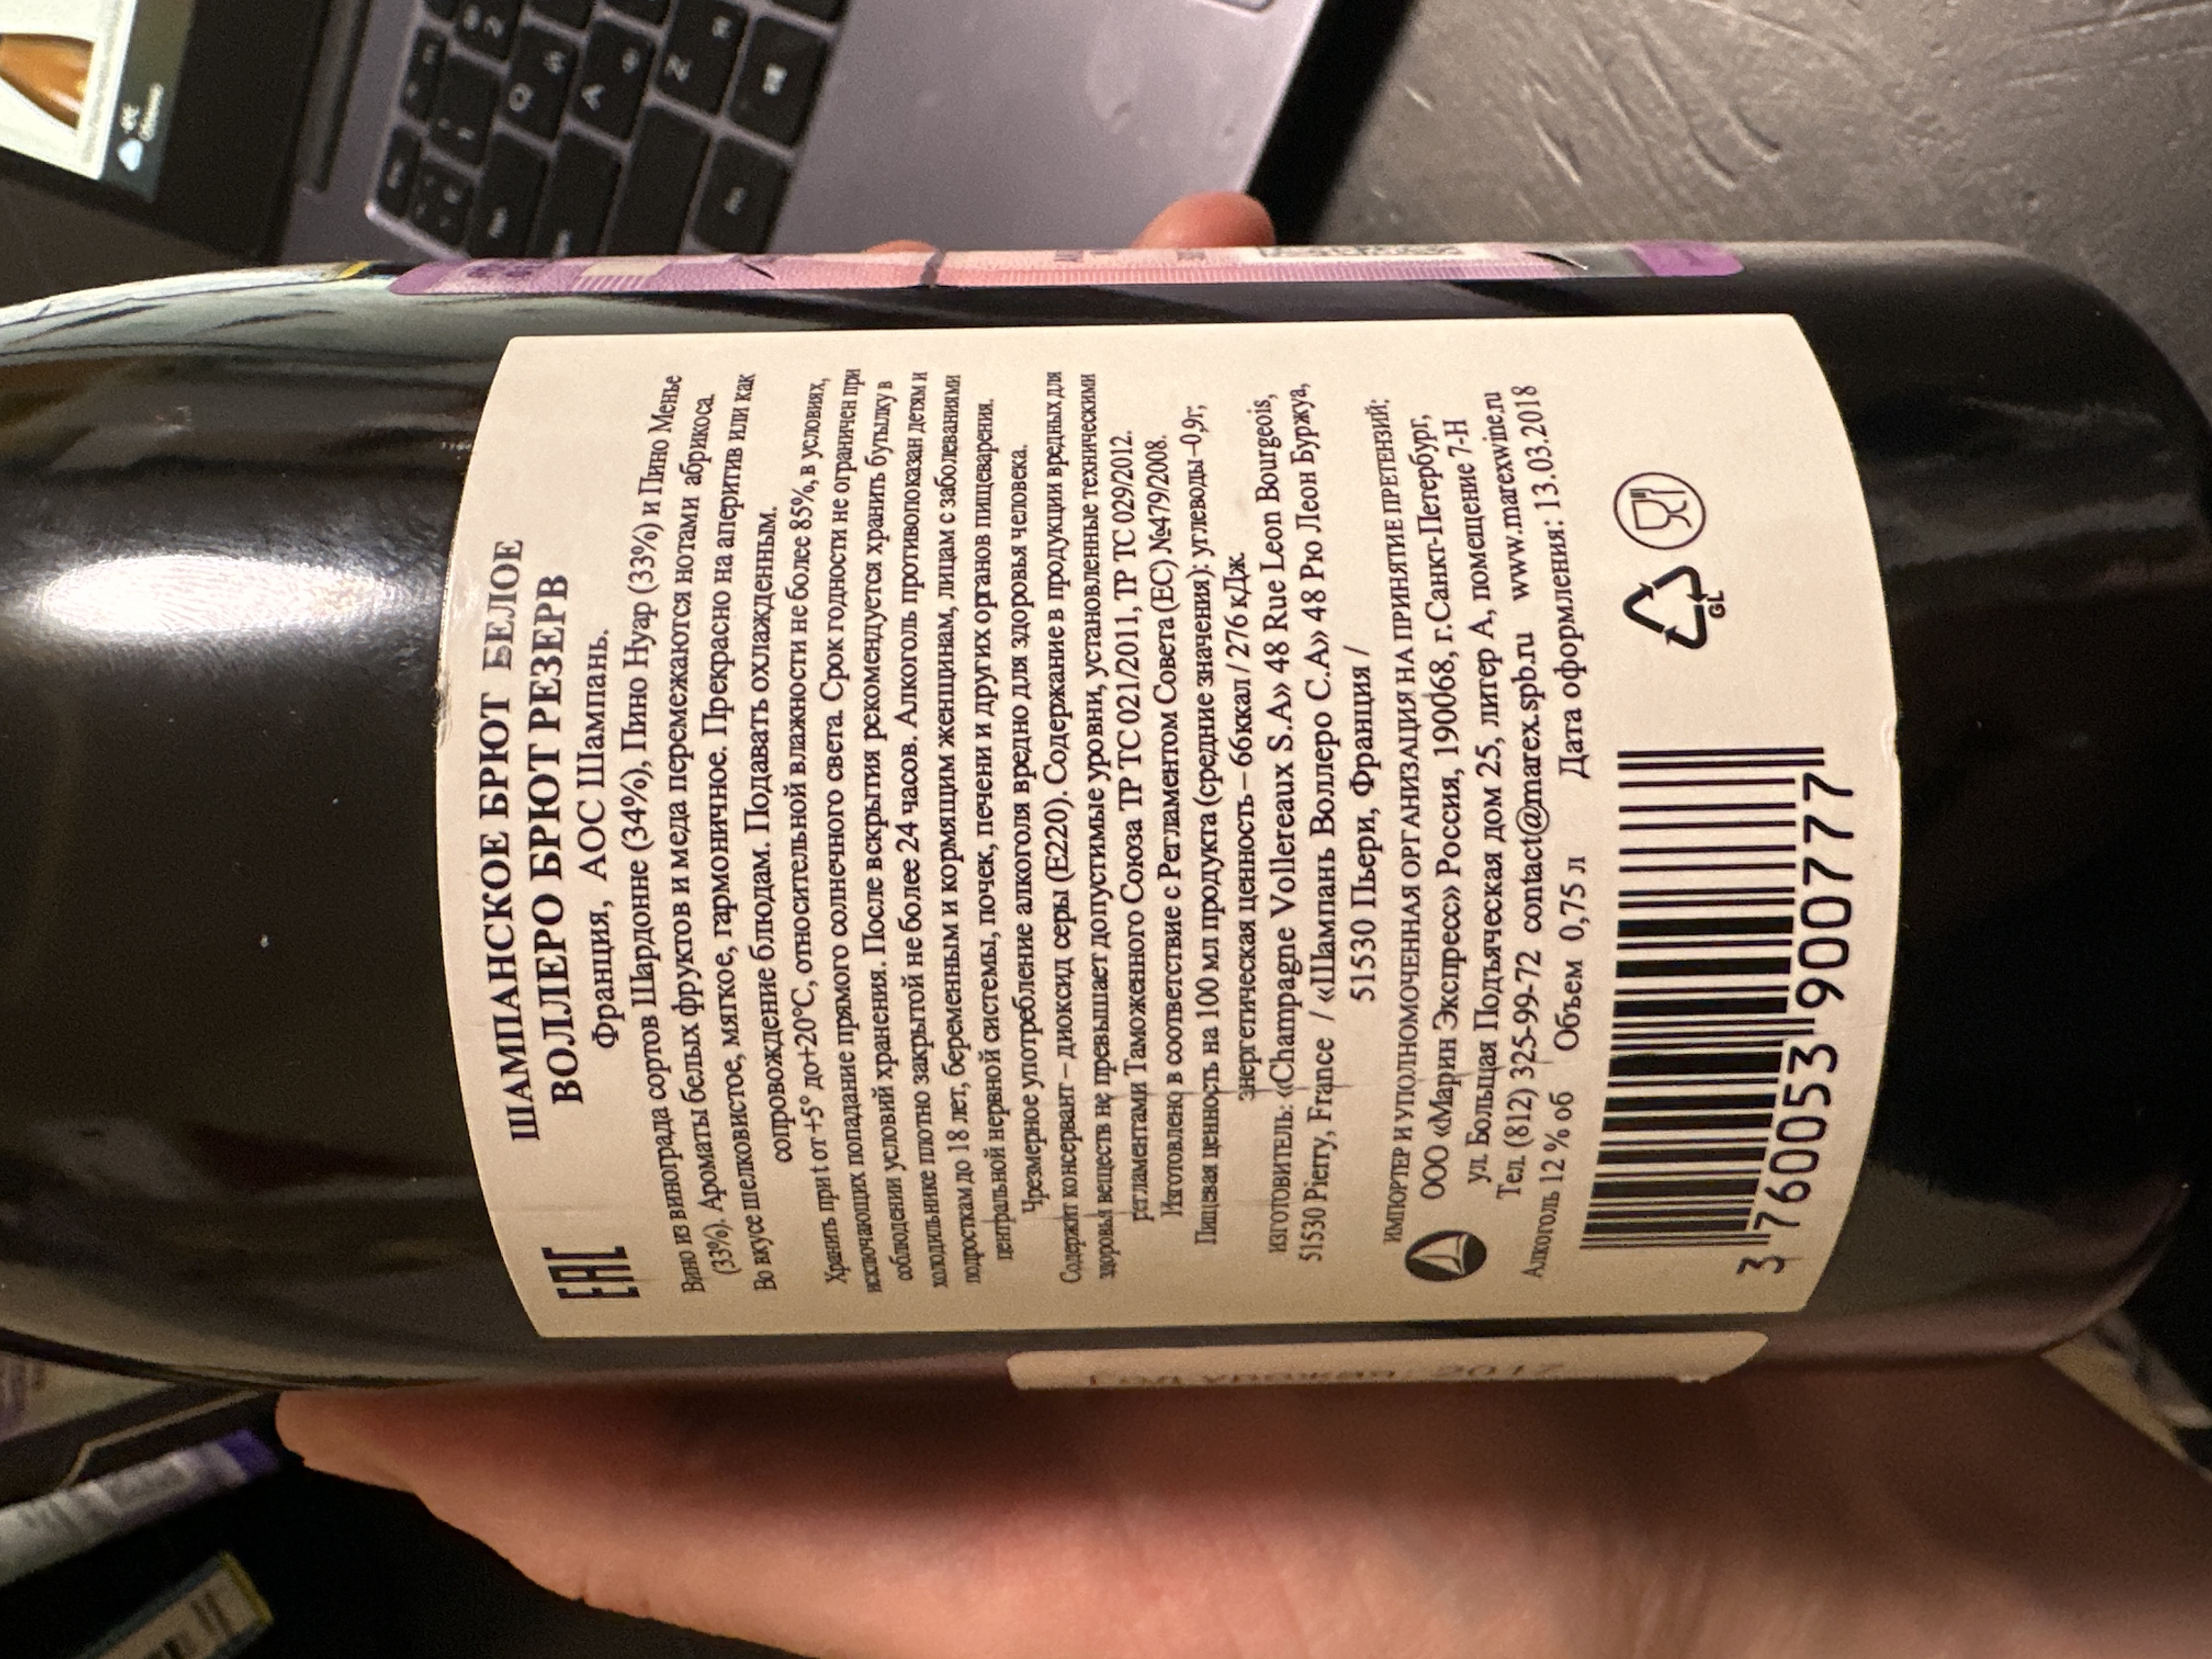 ШАМПАНСКОЕ БРЮТ БЕЛОЕ
ВОЛЛЕРО БРЮТ РЕЗЕРВ
Франция, АОС Шампань.
EAC
Вино из винограда сортов Шардонне (34%), Пино Нуар (33%) и Пино Менье
(33%). Ароматы белых фруктов и меда перемежаются нотами абрикоса.
Во вкусе шелковистое, мягкое, гармоничное. Прекрасно на аперитив или как
сопровождение блюдам. Подавать охлажденным.
Хранить при t от +5° до+20°С, относительной влажности не более 85%, в условиях,
исключающих попадание прямого солнечного света. Срок годности не ограничен при
соблюдении условий хранения. После вскрытия рекомендуется хранить бутылку в
холодильнике плотно закрытой не более 24 часов. Алкоголь противопоказан детям и
подросткам до 18 лет, беременным и кормящим женщинам, лицам с заболеваниями
центральной нервной системы, почек, печени и других органов пищеварения.
Чрезмерное употребление алкоголя вредно для здоровья человека.
Содержит консервант – диоксид серы (Е220). Содержание в продукции вредных для
здоровья веществ не превышает допустимые уровни, установленные техническими
регламентами Таможенного Союза ТР ТС 021/2011, ТР ТС 029/2012.
Изготовлено в соответствие с Регламентом Совета (ЕС) №479/2008.
Пищевая ценность на 100 мл продукта (средние значения): углеводы–0,9г;
энергетическая ценность – 66ккал / 276 кДж
ИЗГОТОВИТЕЛЬ: «Champagne Vollereaux S.A» 48 Rue Leon Bourgeois,
51530 Pierry, France / «Шампань Воллеро С.А» 48 Рю Леон Буржуа,
51530 Пьери, Франция /
ИМПОРТЕР И УПОЛНОМОЧЕННАЯ ОРГАНИЗАЦИЯ НА ПРИНЯТИЕ ПРЕТЕНЗИЙ:
ООО «Марин Экспресс» Россия, 190068, г.Санкт-Петербург,
ул. Большая Подъяческая дом 25, литер А, помещение 7-Н
Тел. (812) 325-99-72 contact@marex.spb.ru www.marexwine.ru
Алкоголь 12 % об Объем 0,75 л Дата оформления: 13.03.2018
GL
3 760053 900777
Год урожая: 2017